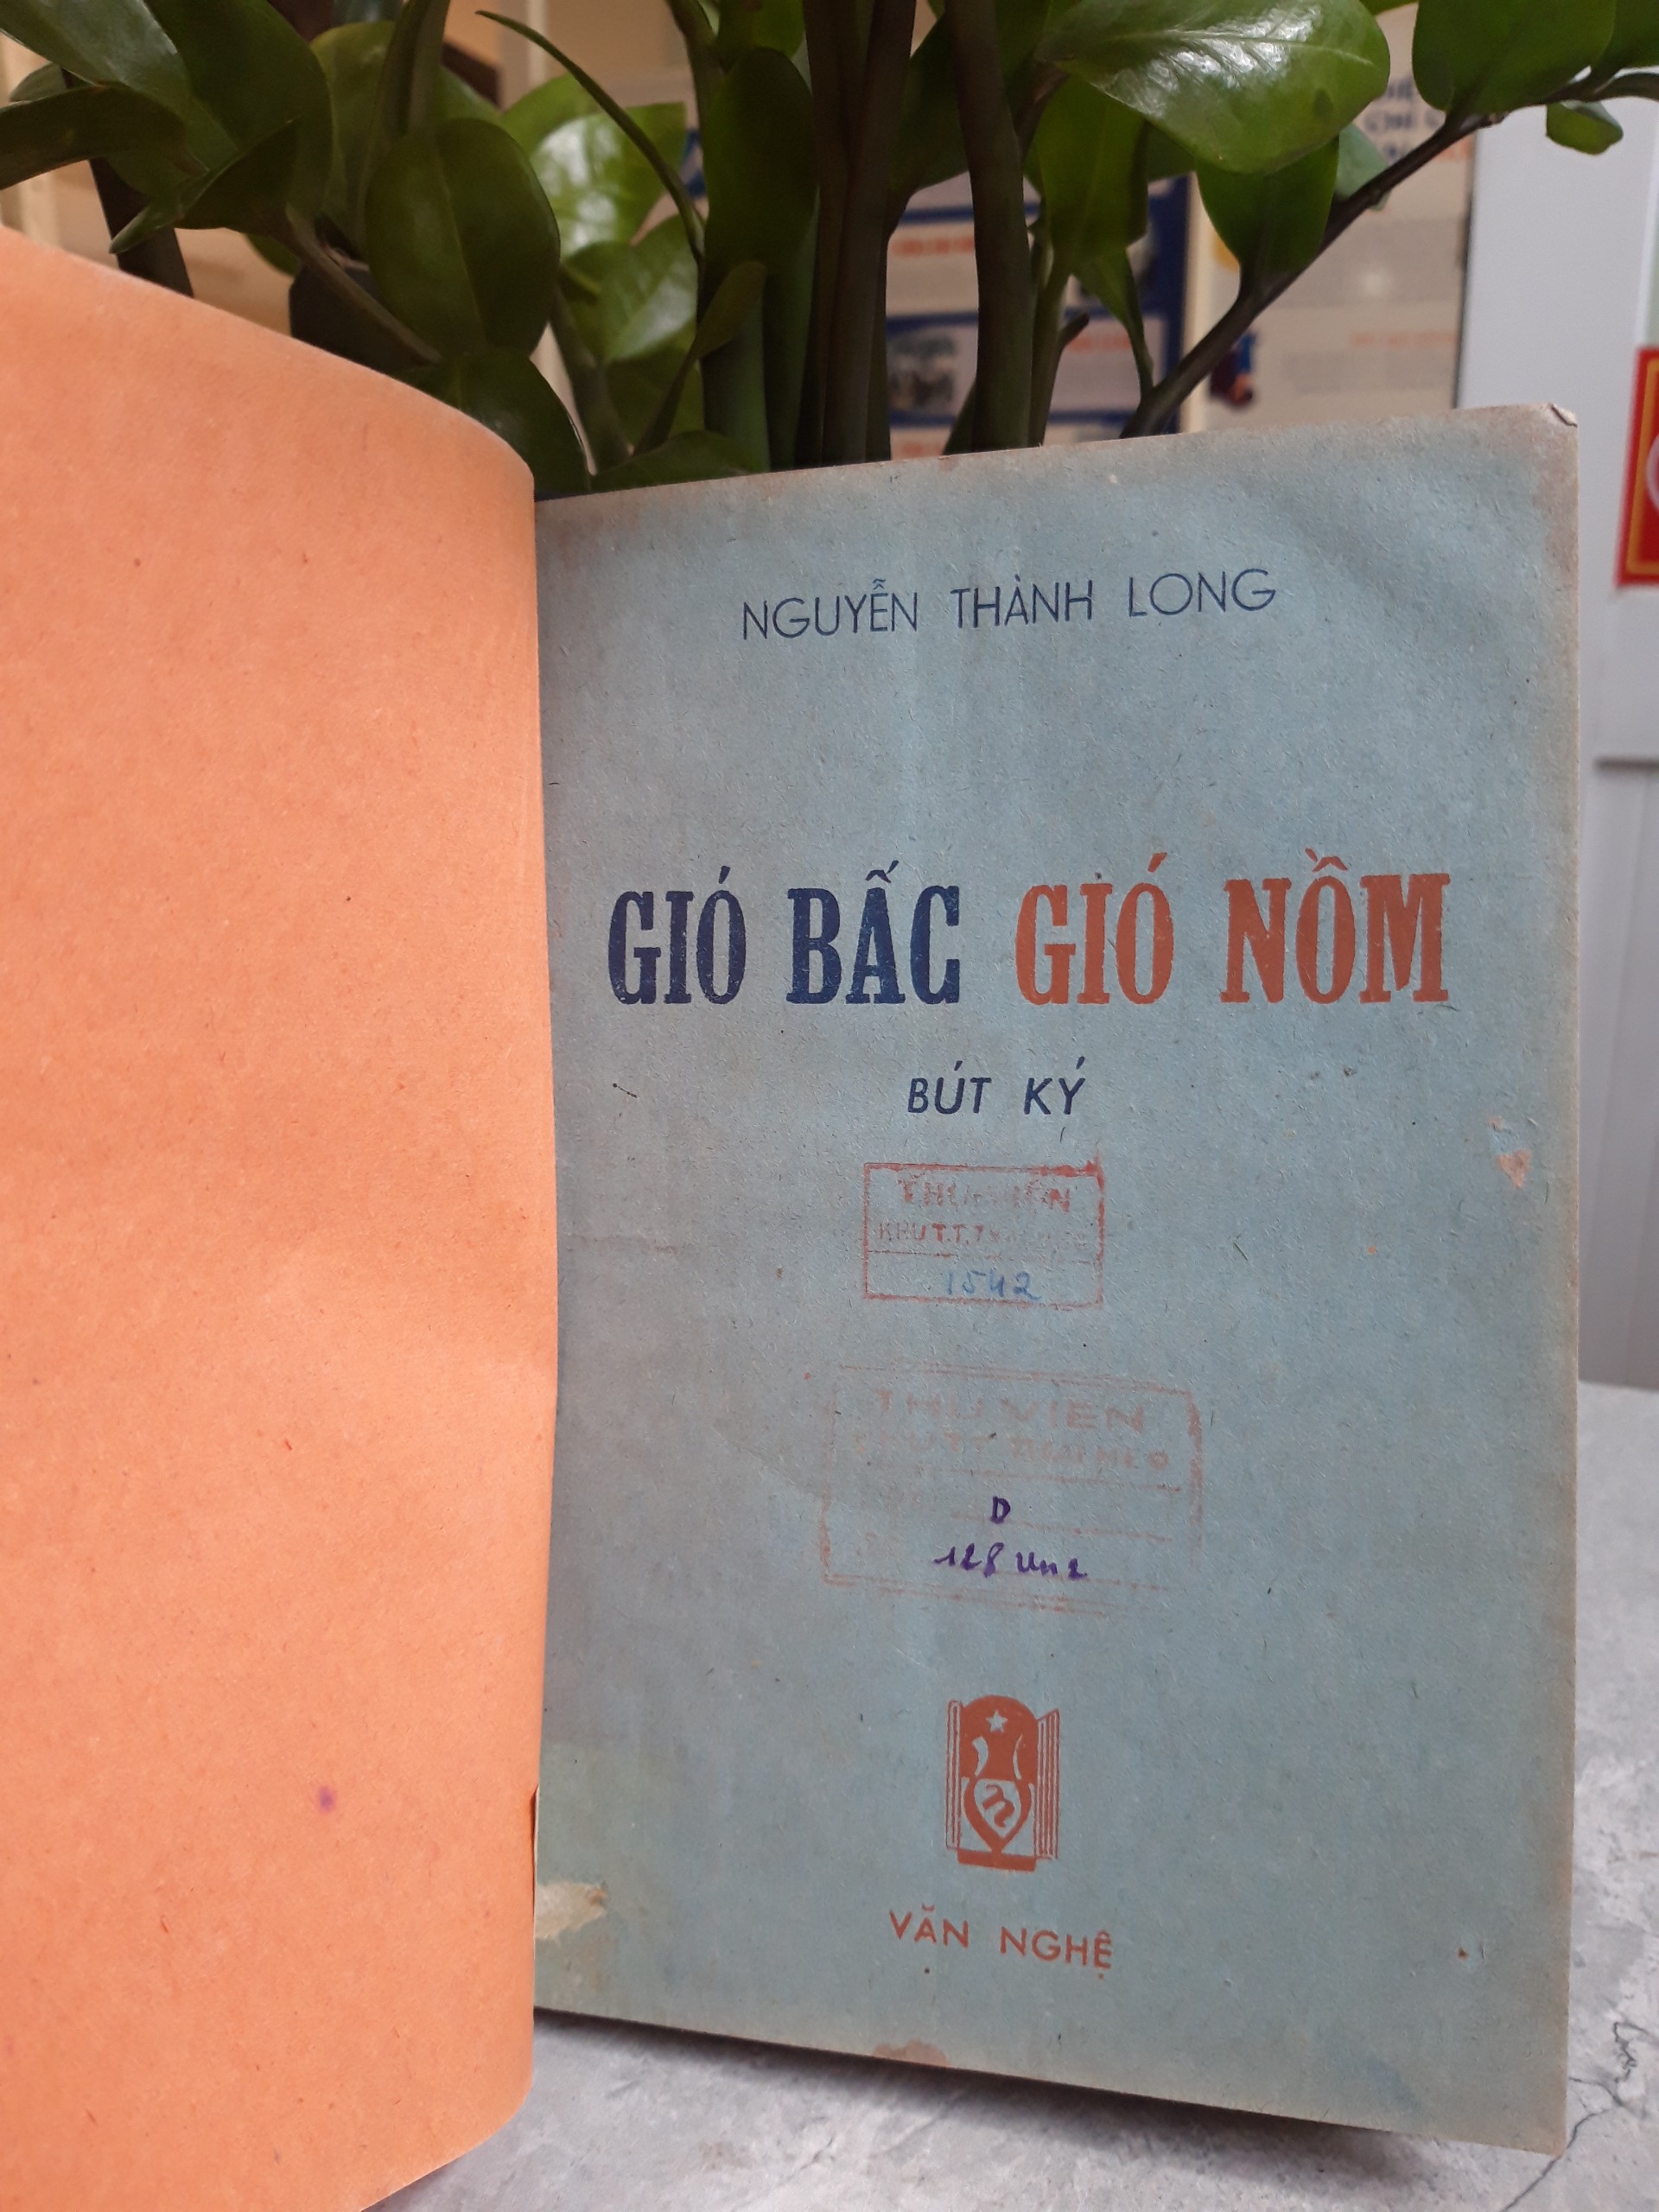 NGUYỄN THÀNH LONG
GIÓ BẤC GIÓ NỒM
BÚT KÝ
1542
THƯ VIỆN
D
VĂN NGHỆ